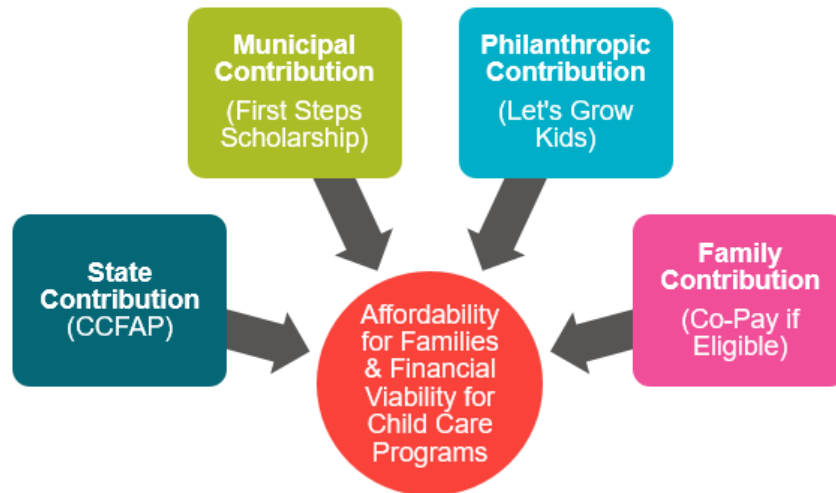 Municipal
Contribution
(First Steps
Scholarship)
Philanthropic
Contribution
(Let's Grow
Kids)
State
Contribution
(CCFAP)
Family
Contribution
(Co-Pay if
Eligible)
Affordability
for Families
& Financial
Viability for
Child Care
Programs